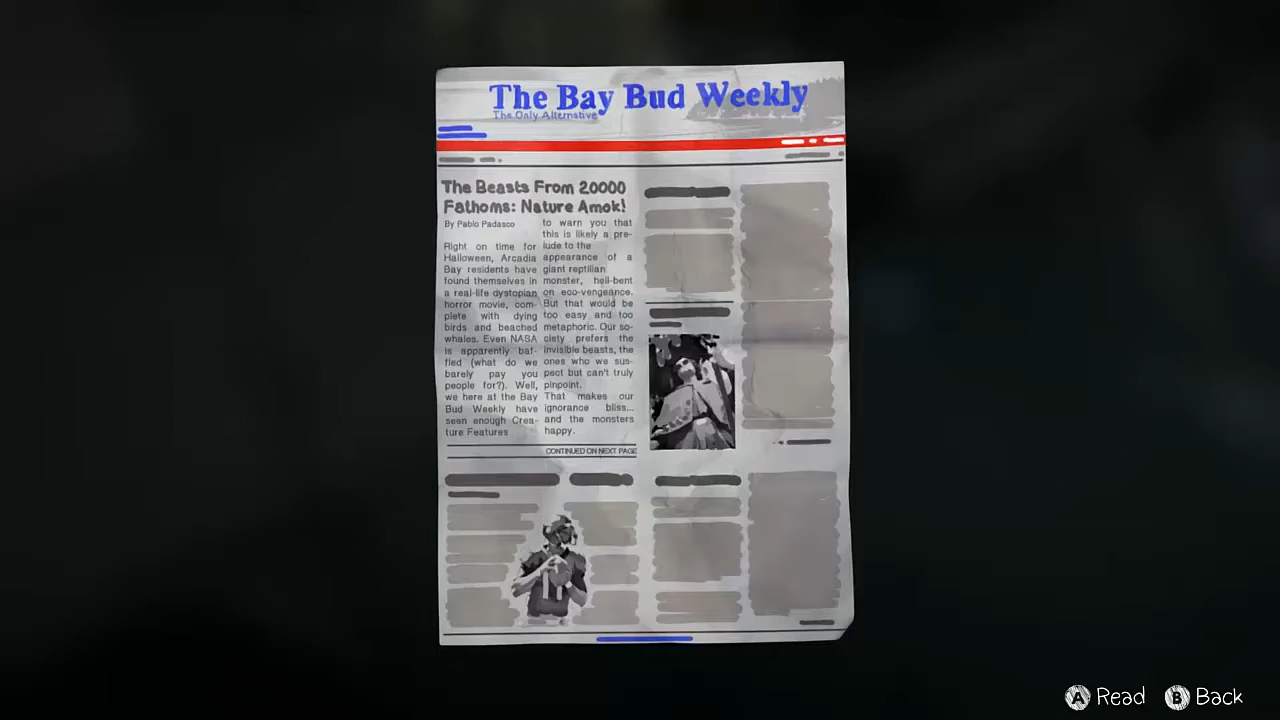 The Bay Bud Weekly
The Only Alternative
The Beasts From 20000
Fathoms: Nature Amok!
By Pablo Padasco
Right on time for
Halloween, Arcadia
Bay residents have
found themselves in
a real-life dystopian
horror movie, com-
plete with dying
birds and beached
whales. Even NASA
is apparently baf-
fled (what do we
barely pay you
people for?). Well,
we here at the Bay
Bud Weekly have
seen enough Crea-
ture Features
to warn you that
this is likely a pre-
lude to the
appearance of a
giant reptilian
monster, hell-bent
on eco-vengeance.
But that would be
too easy and too
metaphoric. Our so-
ciety prefers the
invisible beasts, the
ones who we sus-
pect but can't truly
pinpoint.
That makes our
ignorance bliss...
and the monsters
happy.
CONTINUED ON NEXT PAGE
A Read B Back